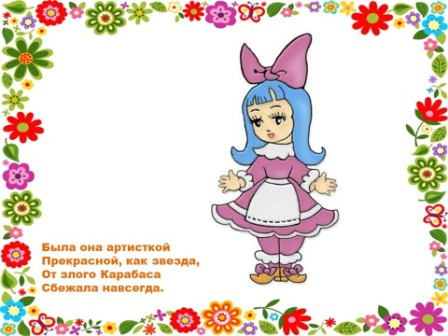 Была она артисткой
Прекрасной, как звезда,
От злого Карабаса
Сбежала навсегда.